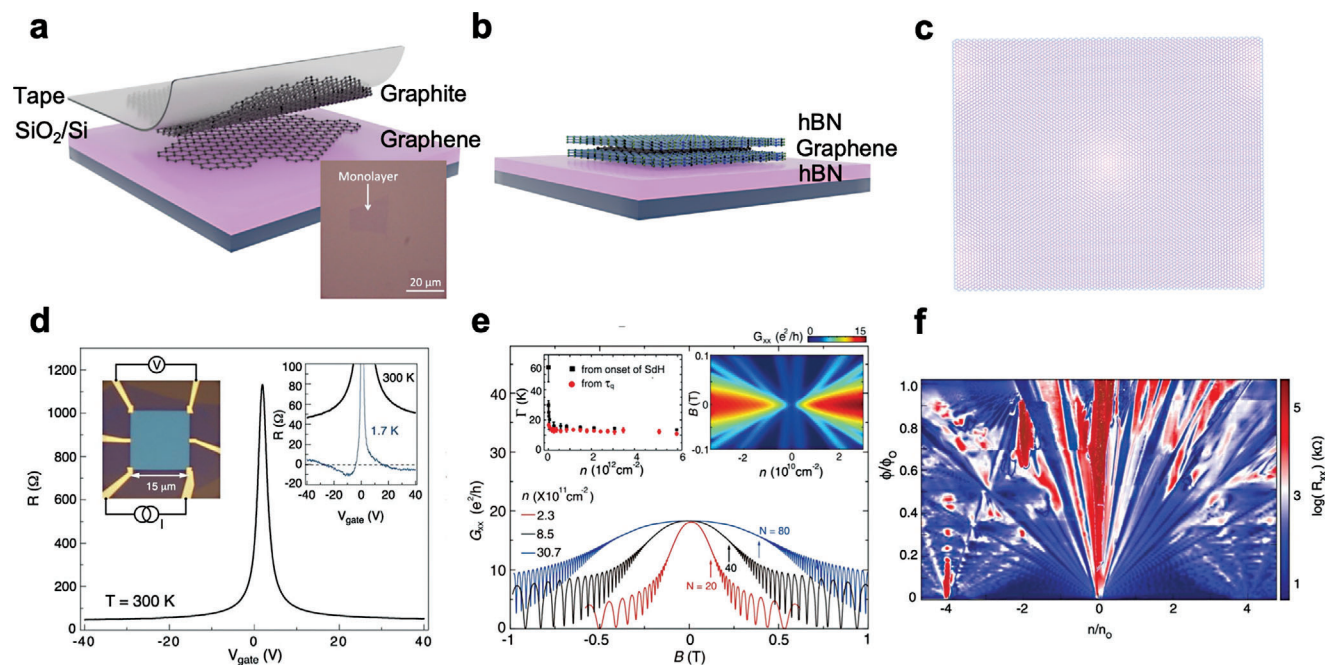 a
Tape
SiO2/Si
Graphite
Graphene
Monolayer
20 μm
b
hBN
Graphene
hBN
c
d
R (Ω)
1200
1000
800
600
400
200
0
V
15 μm
I
T = 300 K
-40
-20
0
20
40
Vgate (V)
R (Ω)
100
80
60
40
20
0
300 K
1.7 K
-40
-20
0
20
40
Vgate (V)
e
Gxx (e²/h)
0
15
Gxx (e²/h)
40
30
20
10
0
Γ (K)
60
40
20
0
from onset of SdH
from τq
0
2
4
6
n (10¹²cm⁻²)
B (T)
0.1
0
-0.1
-2
0
2
n (10¹⁰cm⁻²)
n (X10¹¹cm⁻²)
2.3
8.5
30.7
N = 80
40
N = 20
-1
-0.5
0
0.5
1
B (T)
f
ϕ/ϕo
1
0.8
0.6
0.4
0.2
0
-4
-2
0
2
4
n/no
5
3
1
log( Rxx) (kΩ)